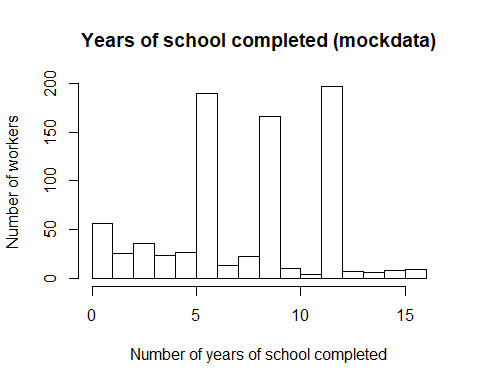 Years of school completed (mockdata)
Number of workers
200
150
100
50
0
0 5 10 15
Number of years of school completed